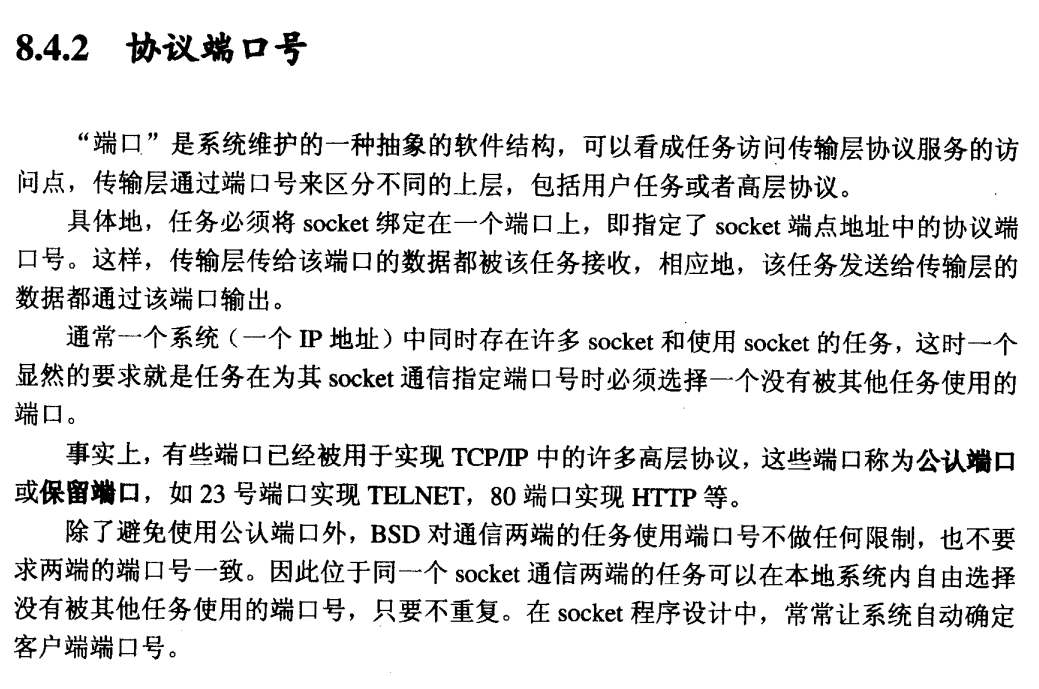 8.4.2 协议端口号
“端口”是系统维护的一种抽象的软件结构，可以看成任务访问传输层协议服务的访
问点，传输层通过端口号来区分不同的上层，包括用户任务或者高层协议。
具体地，任务必须将 socket 绑定在一个端口上，即指定了 socket 端点地址中的协议端
口号。这样，传输层传给该端口的数据都被该任务接收，相应地，该任务发送给传输层的
数据都通过该端口输出。
通常一个系统（一个 IP 地址）中同时存在许多 socket 和使用 socket 的任务，这时一个
显然的要求就是任务在为其 socket 通信指定端口号时必须选择一个没有被其他任务使用的
端口。
事实上，有些端口已经被用于实现 TCP/IP 中的许多高层协议，这些端口称为公认端口
或保留端口，如 23 号端口实现 TELNET，80 端口实现 HTTP 等。
除了避免使用公认端口外，BSD 对通信两端的任务使用端口号不做任何限制，也不要
求两端的端口号一致。因此位于同一个 socket 通信两端的任务可以在本地系统内自由选择
没有被其他任务使用的端口号，只要不重复。在 socket 程序设计中，常常让系统自动确定
客户端端口号。